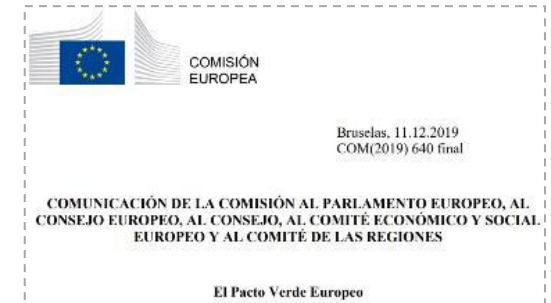 COMISIÓN
EUROPEA
Bruselas, 11.12.2019
COM(2019) 640 final
COMUNICACIÓN DE LA COMISIÓN AL PARLAMENTO EUROPEO, AL
CONSEJO EUROPEO, AL CONSEJO, AL COMITÉ ECONÓMICO Y SOCIAL
EUROPEO Y AL COMITÉ DE LAS REGIONES
El Pacto Verde Europeo